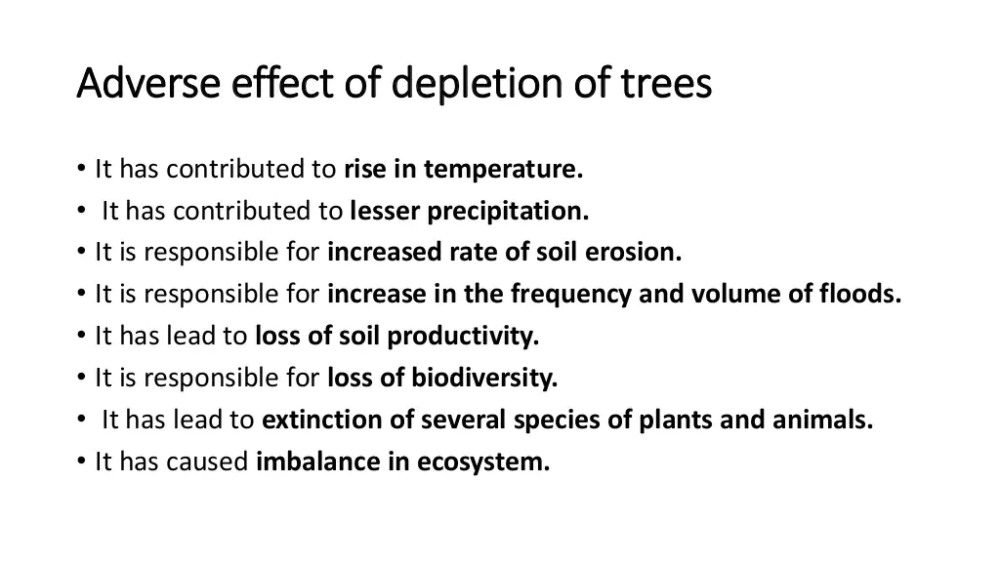 Adverse effect of depletion of trees
• It has contributed to rise in temperature.
• It has contributed to lesser precipitation.
• It is responsible for increased rate of soil erosion.
• It is responsible for increase in the frequency and volume of floods.
• It has lead to loss of soil productivity.
• It is responsible for loss of biodiversity.
• It has lead to extinction of several species of plants and animals.
• It has caused imbalance in ecosystem.